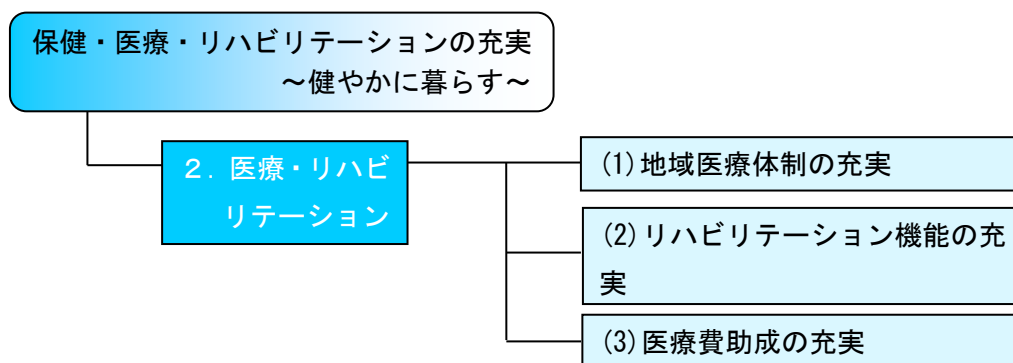 保健・医療・リハビリテーションの充実
～健やかに暮らす～
２．医療・リハビ
リテーション
(1)地域医療体制の充実
(2)リハビリテーション機能の充
実
(3)医療費助成の充実